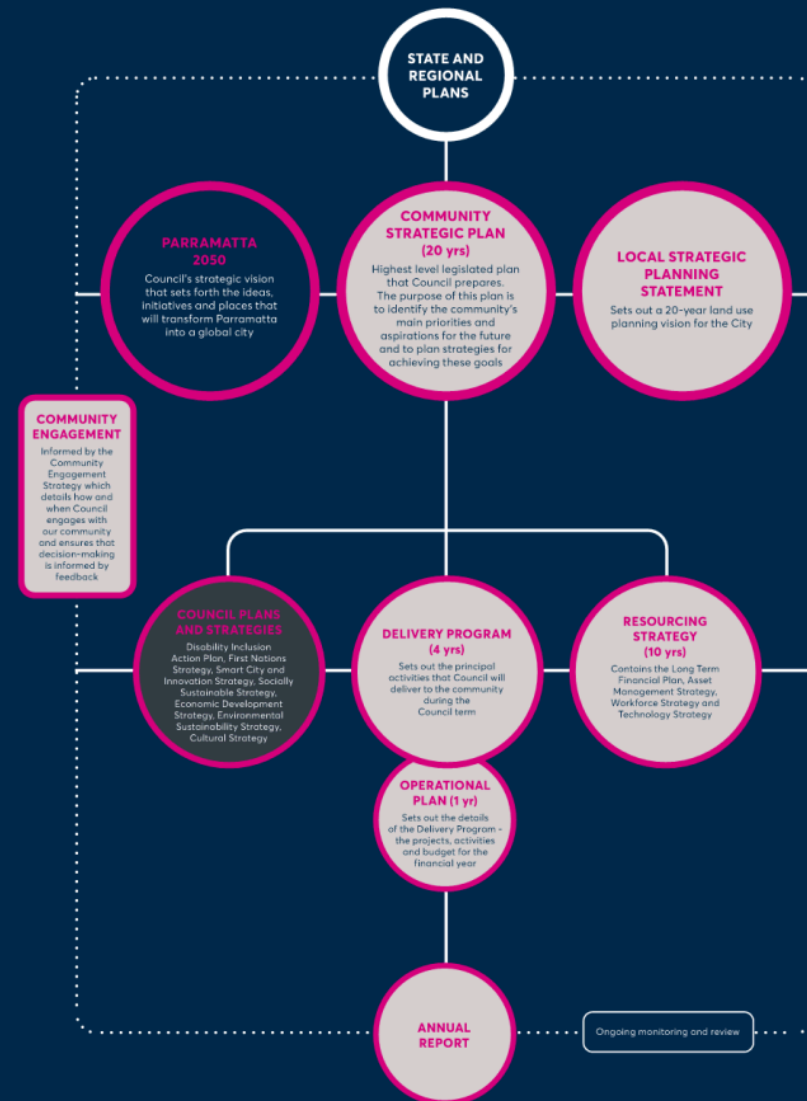 STATE AND
REGIONAL
PLANS
PARRAMATTA
2050
Council's strategic vision
that sets forth the ideas,
initiatives and places that
will transform Parramatta
into a global city
COMMUNITY
STRATEGIC PLAN
(20 yrs)
Highest level legislated plan
that Council prepares.
The purpose of this plan is
to identify the community's
main priorities and
aspirations for the future
and to plan strategies for
achieving these goals
LOCAL STRATEGIC
PLANNING
STATEMENT
Sets out a 20-year land use
planning vision for the City
COMMUNITY
ENGAGEMENT
Informed by the
Community
Engagement
Strategy which
details how and
when Council
engages with
our community
and ensures that
decision-making
is informed by
feedback
COUNCIL PLANS
AND STRATEGIES
Disability Inclusion
Action Plan, First Nations
Strategy, Smart City and
Innovation Strategy, Socially
Sustainable Strategy,
Economic Development
Strategy, Environmental
Sustainability Strategy,
Cultural Strategy
DELIVERY PROGRAM
(4 yrs)
Sets out the principal
activities that Council will
deliver to the community
during the
Council term
RESOURCING
STRATEGY
(10 yrs)
Contains the Long Term
Financial Plan, Asset
Management Strategy,
Workforce Strategy and
Technology Strategy
OPERATIONAL
PLAN (1 yr)
Sets out the details
of the Delivery Program -
the projects, activities
and budget for the
financial year
ANNUAL
REPORT
Ongoing monitoring and review